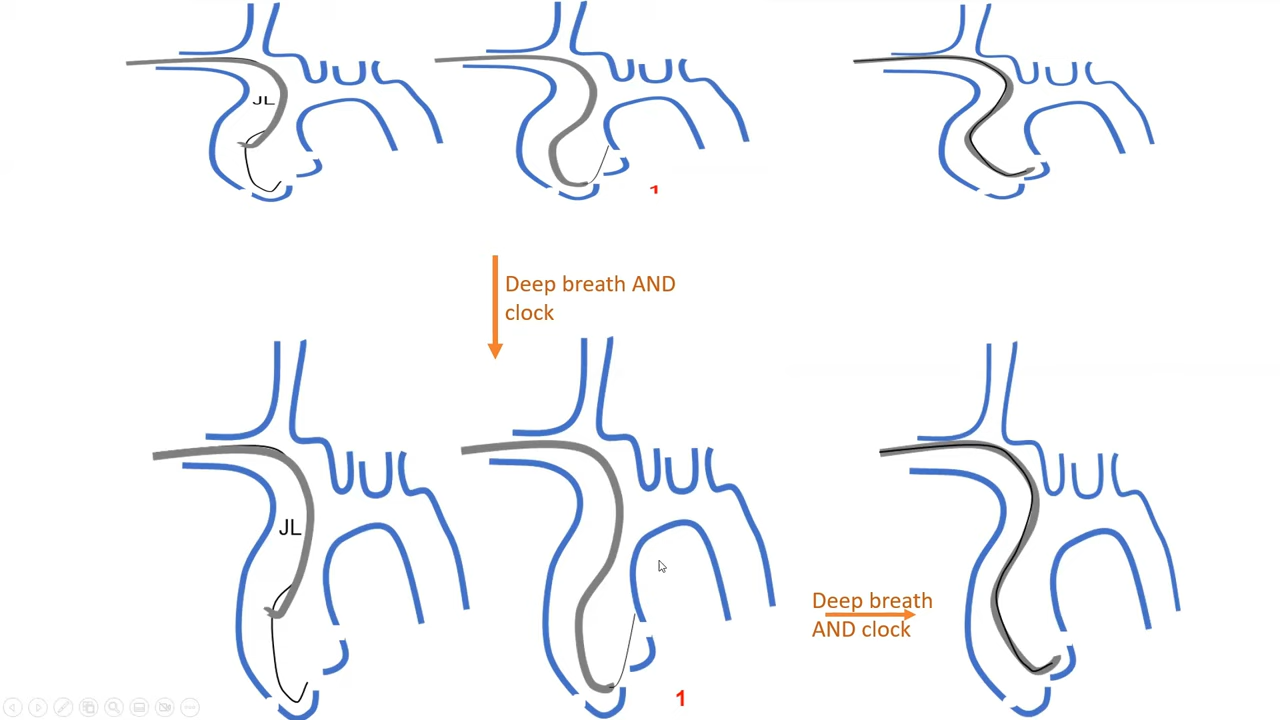 JL
1
Deep breath AND
clock
JL
Deep breath
AND clock
1